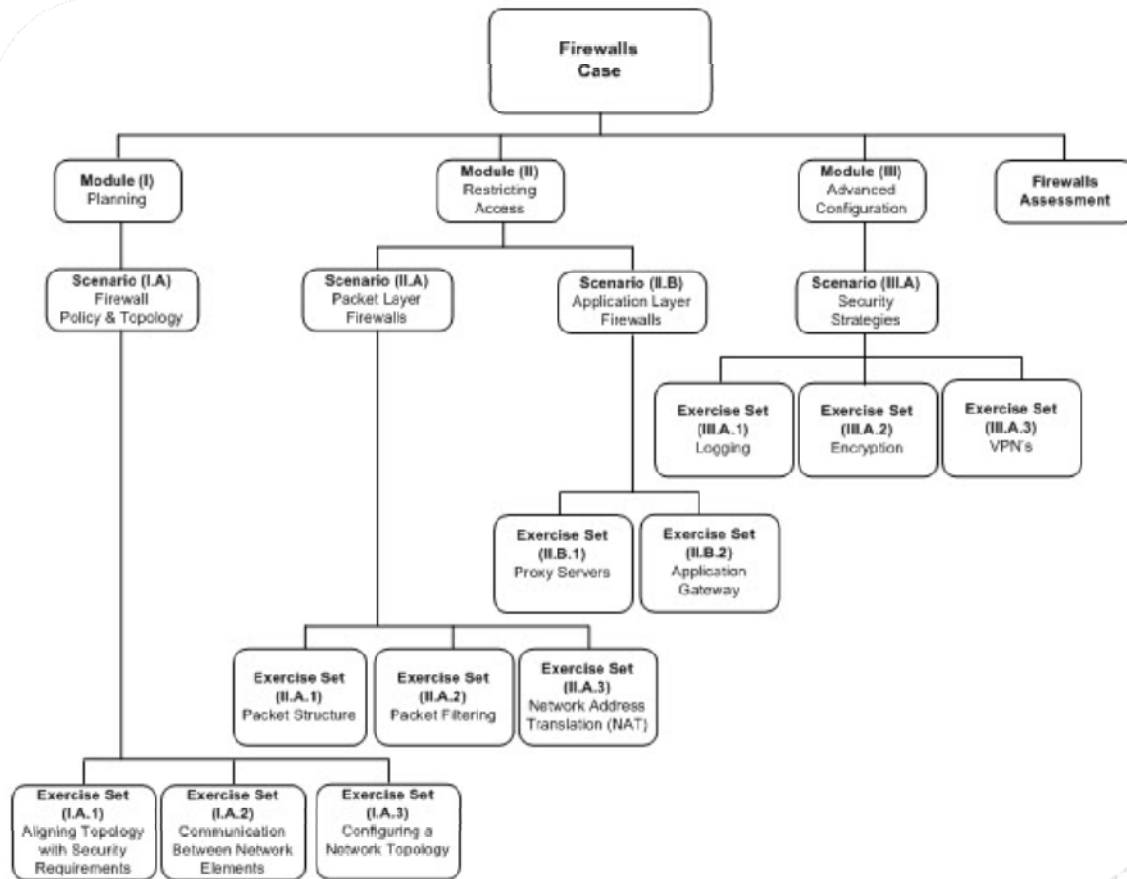 Firewalls
Case
Module (I)
Planning
Module (II)
Restricting
Access
Module (III)
Advanced
Configuration
Firewalls
Assessment
Scenario (I.A)
Firewall
Policy & Topology
Scenario (II.A)
Packet Layer
Firewalls
Scenario (II.B)
Application Layer
Firewalls
Scenario (III.A)
Security
Strategies
Exercise Set
(III.A.1)
Logging
Exercise Set
(III.A.2)
Encryption
Exercise Set
(III.A.3)
VPN's
Exercise Set
(II.B.1)
Proxy Servers
Exercise Set
(II.B.2)
Application
Gateway
Exercise Set
(II.A.1)
Packet Structure
Exercise Set
(II.A.2)
Packet Filtering
Exercise Set
(II.A.3)
Network Address
Translation (NAT)
Exercise Set
(I.A.1)
Aligning Topology
with Security
Requirements
Exercise Set
(I.A.2)
Communication
Between Network
Elements
Exercise Set
(I.A.3)
Configuring a
Network Topology